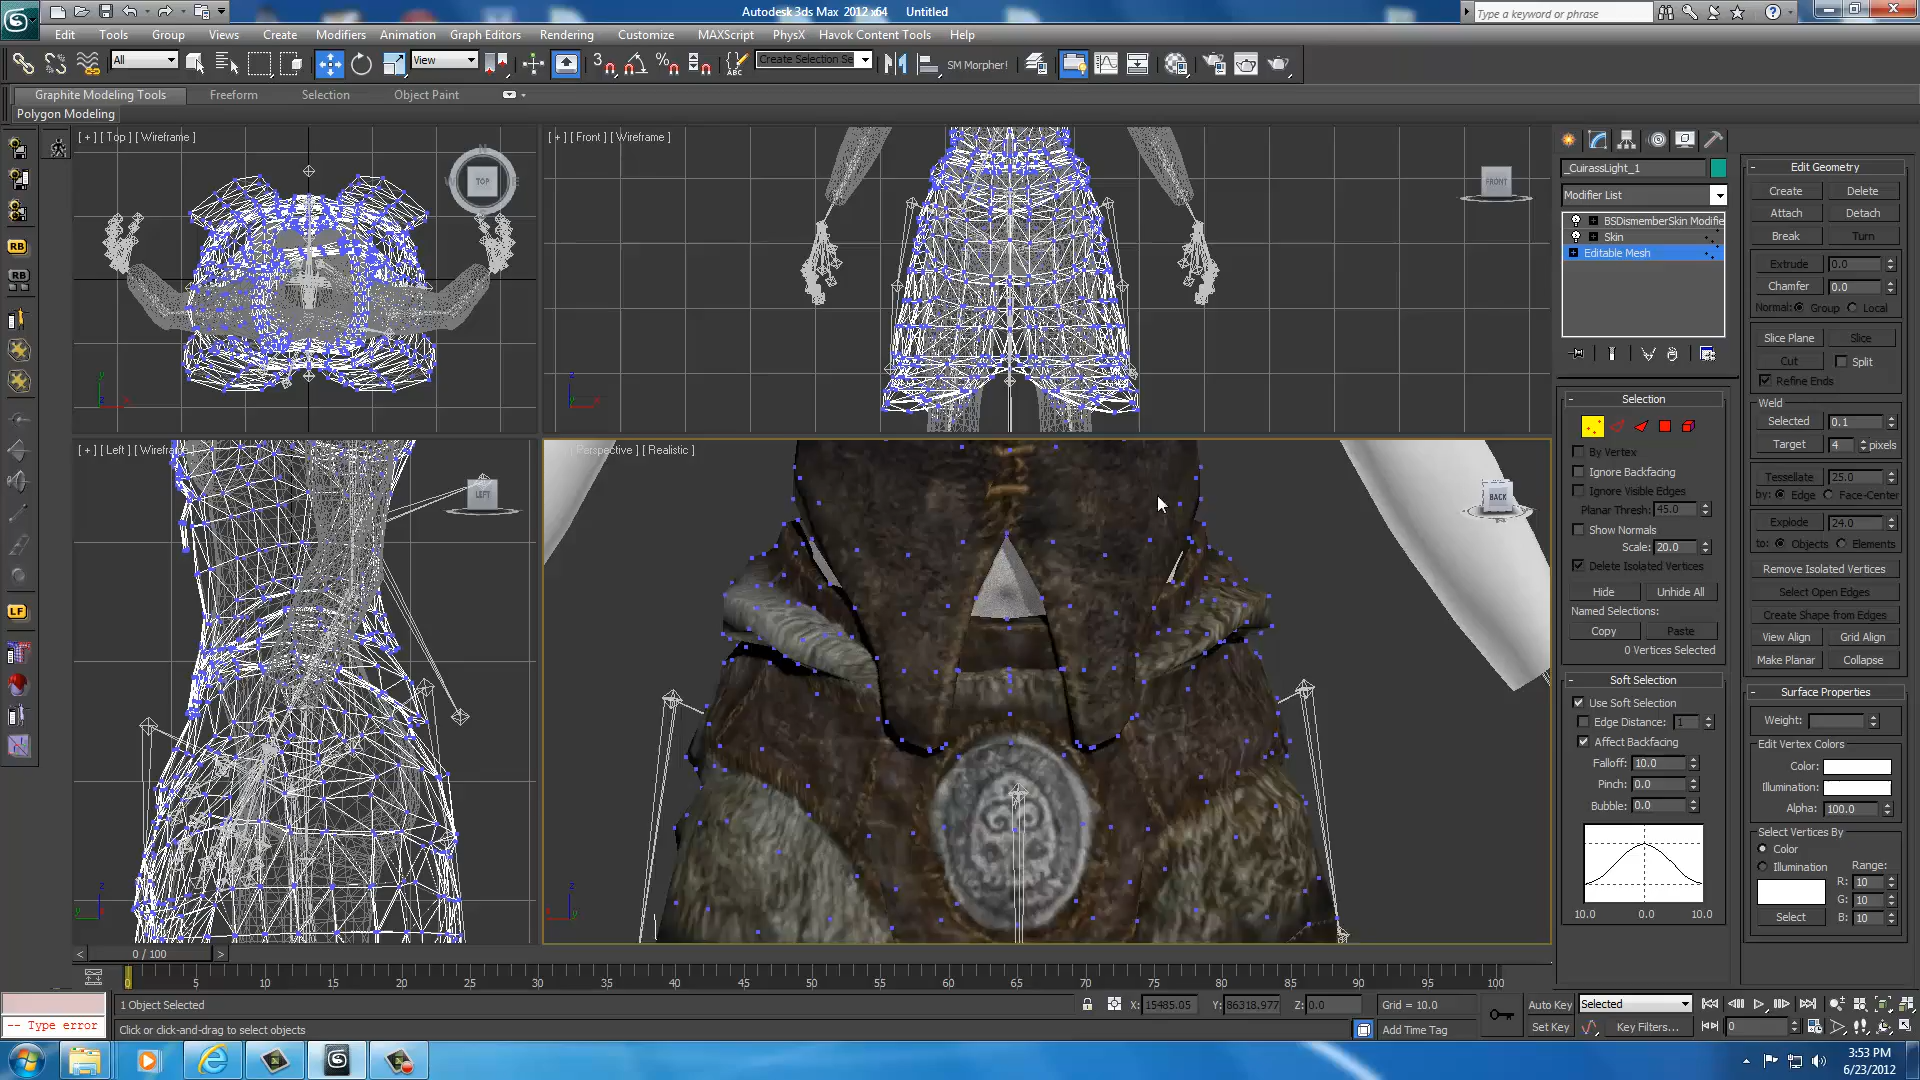 Autodesk 3ds Max 2012 x64 Untitled
Type a keyword or phrase
Edit Tools Group Views Create Modifiers Animation Graph Editors Rendering Customize MAXScript PhysX Havok Content Tools Help
All View 3 Create Selection Se SM Morpher!
Graphite Modeling Tools Freeform Selection Object Paint
Polygon Modeling
[ + ] [ Top ] [ Wireframe ]
[ + ] [ Front ] [ Wireframe ]
TOP
FRONT
[ + ] [ Left ] [ Wireframe ]
Perspective ] [ Realistic ]
LEFT
BACK
RB
RB
LF
_CuirassLight_1
Modifier List
BSDismemberSkin Modifie
Skin
Editable Mesh
Selection
By Vertex
Ignore Backfacing
Ignore Visible Edges
Planar Thresh: 45.0
Show Normals
Scale: 20.0
Delete Isolated Vertices
Hide Unhide All
Named Selections:
Copy Paste
0 Vertices Selected
Soft Selection
Use Soft Selection
Edge Distance: 1
Affect Backfacing
Falloff: 10.0
Pinch: 0.0
Bubble: 0.0
10.0 0.0 10.0
Edit Geometry
Create Delete
Attach Detach
Break Turn
Extrude 0.0
Chamfer 0.0
Normal: Group Local
Slice Plane Slice
Cut Split
Refine Ends
Weld
Selected 0.1
Target 4 pixels
Tessellate 25.0
by: Edge Face-Center
Explode 24.0
to: Objects Elements
Remove Isolated Vertices
Select Open Edges
Create Shape from Edges
View Align Grid Align
Make Planar Collapse
Surface Properties
Weight:
Edit Vertex Colors
Color:
Illumination:
Alpha: 100.0
Select Vertices By
Color
Illumination Range:
R: 10
G: 10
Select B: 10
< 0 / 100 >
0 5 10 15 20 25 30 35 40 45 50 55 60 65 70 75 80 85 90 95 100
1 Object Selected X: 15485.05 Y: 86318.977 Z: 0.0 Grid = 10.0 Auto Key Selected
-- Type error Click or click-and-drag to select objects Add Time Tag Set Key Key Filters... 0
3:53 PM
6/23/2012